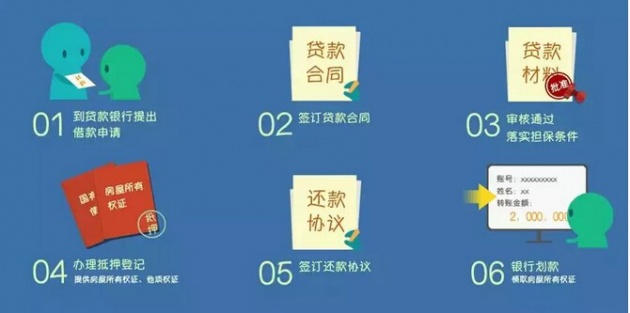 贷款
合同
贷款
材料
批准
01
到贷款银行提出
借款申请
02
签订贷款合同
03
审核通过
落实担保条件
房屋所有
权证
抵
押
还款
协议
账号: xxxxxxxxx
姓名: xx
转账金额:
2, 000, 000
04
办理抵押登记
提供房屋所有权证、他项权证
05
签订还款协议
06
银行划款
领取房屋所有权证